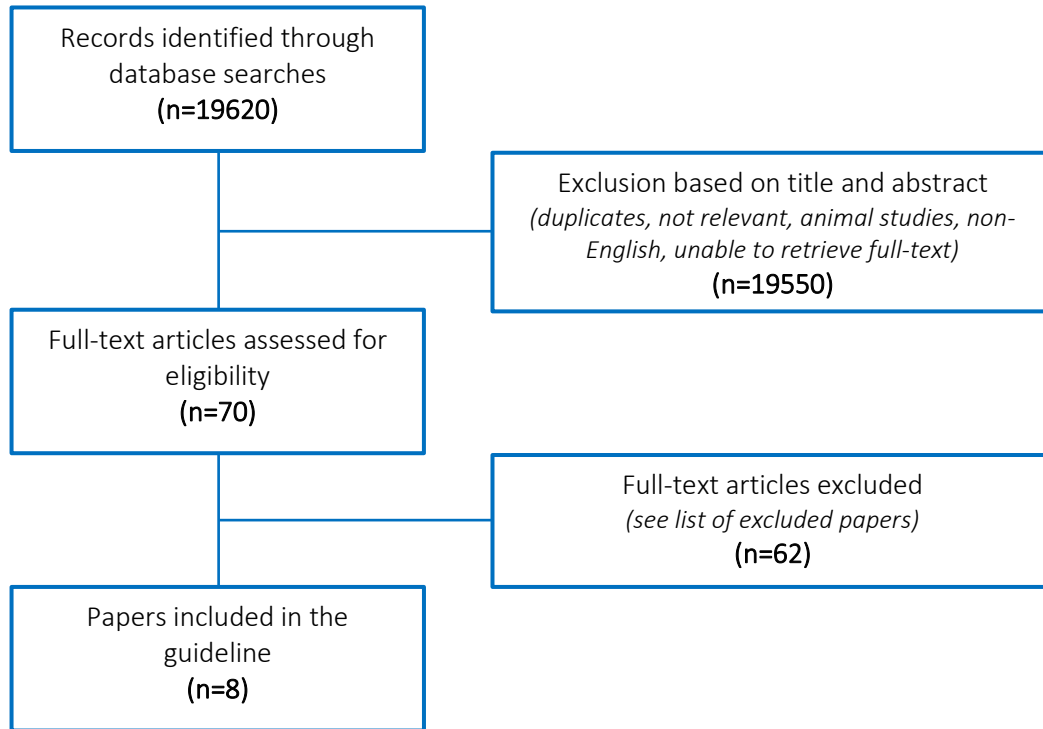 Records identified through
database searches
(n=19620)
Exclusion based on title and abstract
(duplicates, not relevant, animal studies, non-
English, unable to retrieve full-text)
(n=19550)
Full-text articles assessed for
eligibility
(n=70)
Full-text articles excluded
(see list of excluded papers)
(n=62)
Papers included in the
guideline
(n=8)